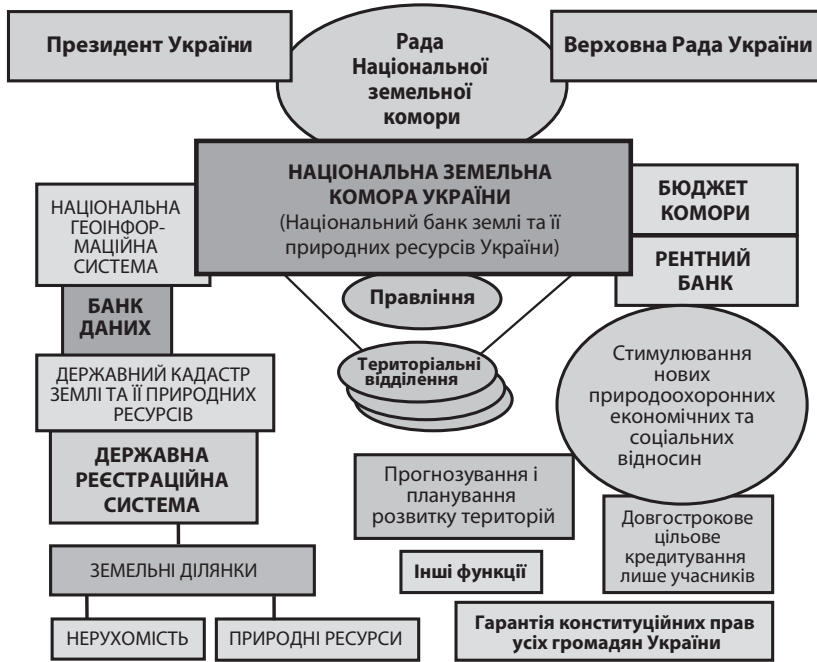 Президент України
Рада
Національної
земельної
комори
Верховна Рада України
НАЦІОНАЛЬНА ЗЕМЕЛЬНА
КОМОРА УКРАЇНИ
(Національний банк землі та її
природних ресурсів України)
НАЦІОНАЛЬНА
ГЕОІНФОР-
МАЦІЙНА
СИСТЕМА
БАНК
ДАНИХ
ДЕРЖАВНИЙ КАДАСТР
ЗЕМЛІ ТА ЇЇ ПРИРОДНИХ
РЕСУРСІВ
ДЕРЖАВНА
РЕЄСТРАЦІЙНА
СИСТЕМА
ЗЕМЕЛЬНІ ДІЛЯНКИ
НЕРУХОМІСТЬ
ПРИРОДНІ РЕСУРСИ
Правління
Територіальні
відділення
Прогнозування і
планування
розвитку територій
Інші функції
БЮДЖЕТ
КОМОРИ
РЕНТНИЙ
БАНК
Стимулювання
нових
природоохоронних
економічних та
соціальних
відносин
Довгострокове
цільове
кредитування
лише учасників
Гарантія конституційних прав
усіх громадян України